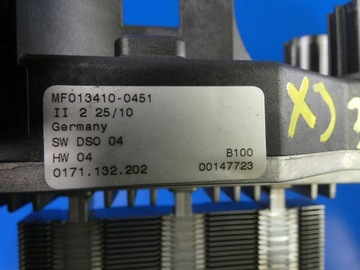 MF013410-0451
II 2 25/10
Germany
SW DSO 04
HW 04 B100
0171.132.202 00147723